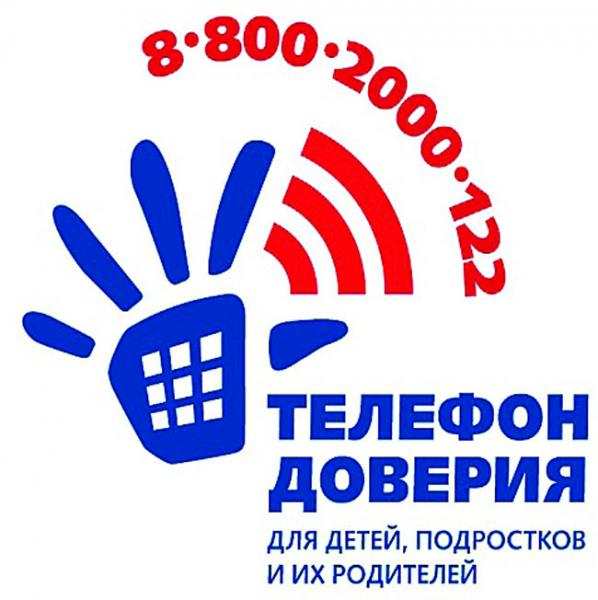 8·800·2000·122
ТЕЛЕФОН
ДОВЕРИЯ
ДЛЯ ДЕТЕЙ, ПОДРОСТКОВ
И ИХ РОДИТЕЛЕЙ